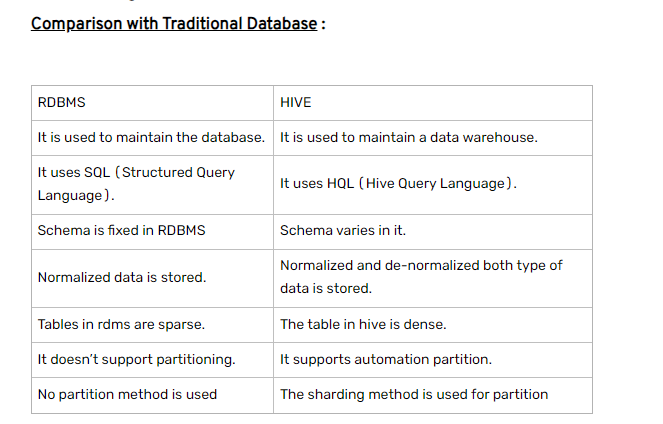 Comparison with Traditional Database :
RDBMS
HIVE
It is used to maintain the database.
It is used to maintain a data warehouse.
It uses SQL (Structured Query
Language).
It uses HQL (Hive Query Language).
Schema is fixed in RDBMS
Schema varies in it.
Normalized data is stored.
Normalized and de-normalized both type of
data is stored.
Tables in rdms are sparse.
The table in hive is dense.
It doesn't support partitioning.
It supports automation partition.
No partition method is used
The sharding method is used for partition